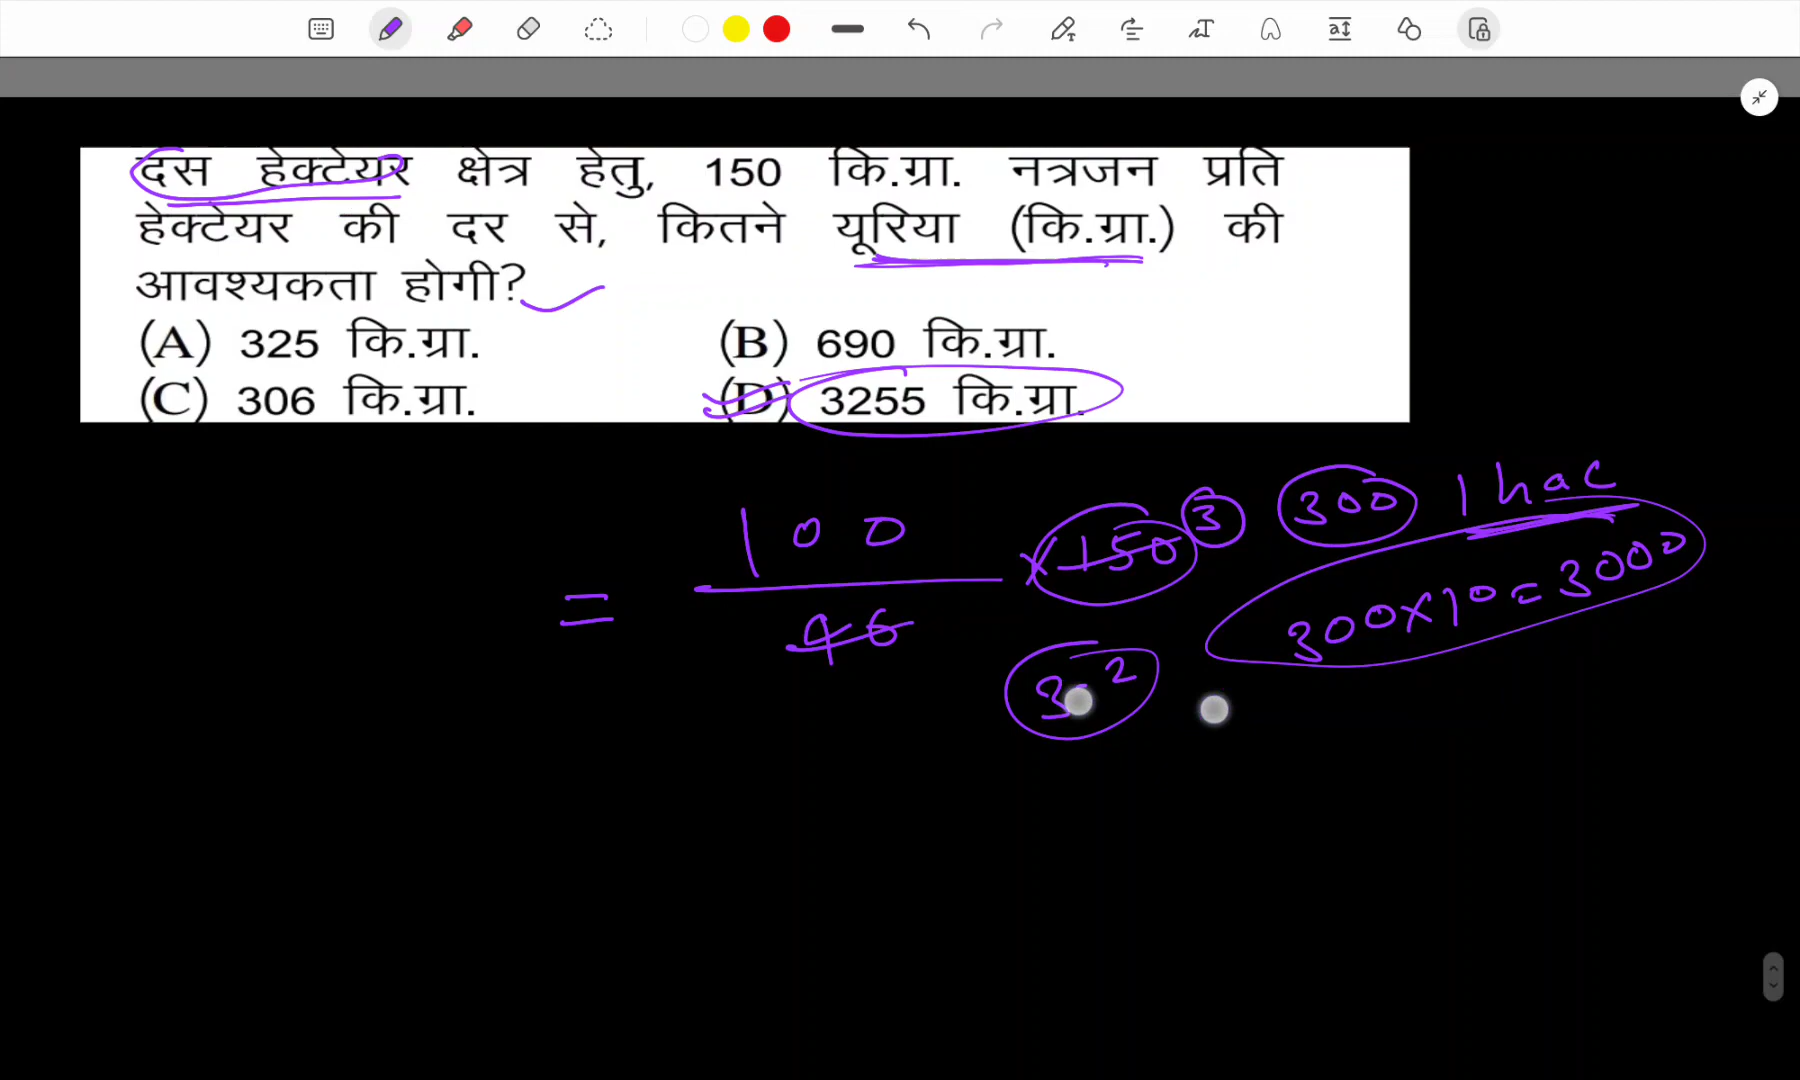 दस हेक्टेयर क्षेत्र हेतु, 150 कि.ग्रा. नत्रजन प्रति
हेक्टेयर की दर से, कितने यूरिया (कि.ग्रा.) की
आवश्यकता होगी?
(A) 325 कि.ग्रा. (B) 690 कि.ग्रा.
(C) 306 कि.ग्रा. (D) 3255 कि.ग्रा.
= 100 / 46 × 150 3 300 1 hac
300 × 10 = 3000